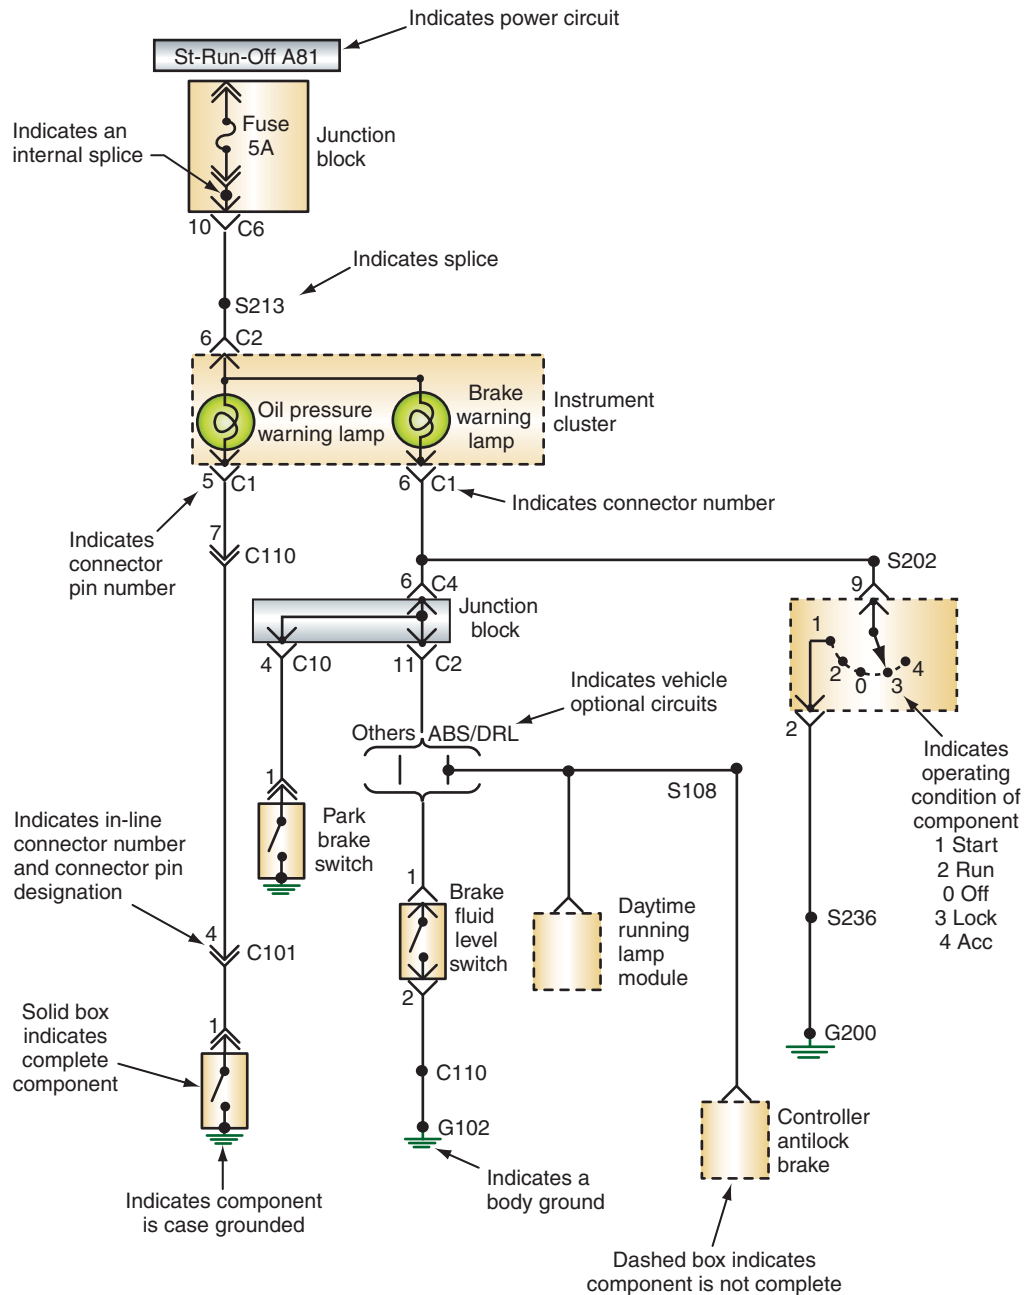 Indicates power circuit
St-Run-Off A81
Fuse
5A
Junction
block
Indicates an
internal splice
10 C6
Indicates splice
S213
6 C2
Oil pressure
warning lamp
Brake
warning
lamp
Instrument
cluster
5 C1
6 C1
Indicates connector number
Indicates
connector
pin number
7
C110
S202
6 C4
9
Junction
block
4 C10
11 C2
1
2
0
3
4
2
Indicates vehicle
optional circuits
Others ABS/DRL
S108
Indicates
operating
condition of
component
1 Start
2 Run
0 Off
3 Lock
4 Acc
1
Park
brake
switch
Indicates in-line
connector number
and connector pin
designation
1
Brake
fluid
level
switch
2
Daytime
running
lamp
module
S236
4
C101
Solid box
indicates
complete
component
1
G200
C110
G102
Controller
antilock
brake
Indicates a
body ground
Indicates component
is case grounded
Dashed box indicates
component is not complete